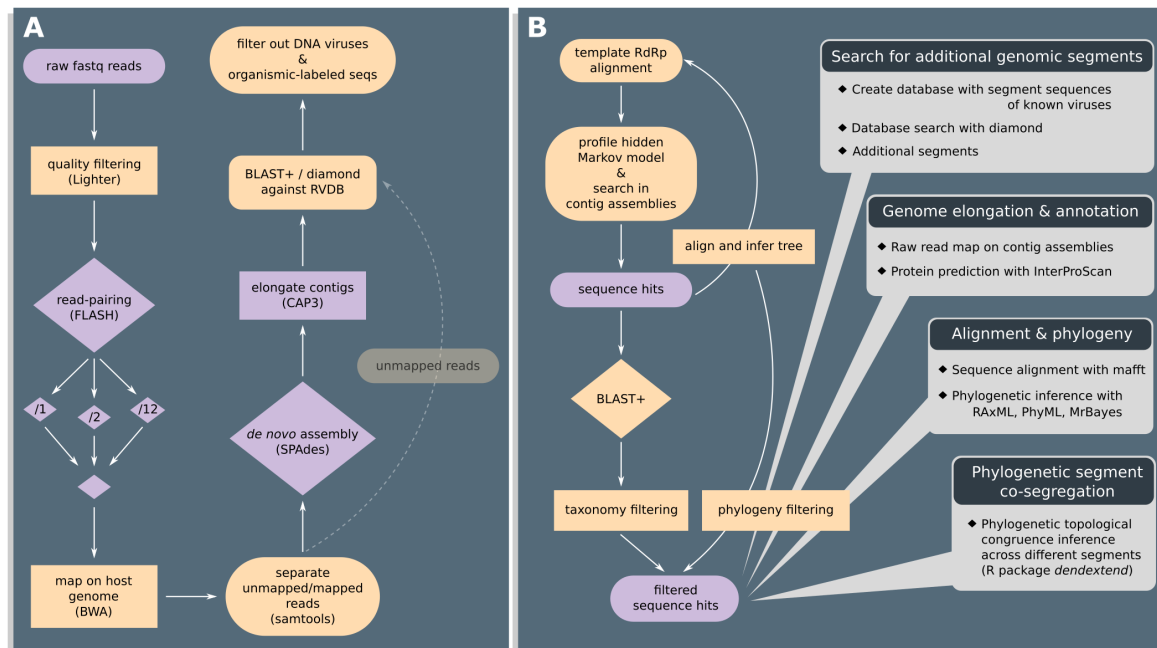 A
raw fastq reads
quality filtering
(Lighter)
read-pairing
(FLASH)
/1
/2
/12
map on host
genome
(BWA)
separate
unmapped/mapped
reads
(samtools)
de novo assembly
(SPAdes)
elongate contigs
(CAP3)
unmapped reads
BLAST+ / diamond
against RVDB
filter out DNA viruses
&
organismic-labeled seqs
B
template RdRp
alignment
profile hidden
Markov model
&
search in
contig assemblies
align and infer tree
sequence hits
BLAST+
taxonomy filtering
phylogeny filtering
filtered
sequence hits
Search for additional genomic segments
◆ Create database with segment sequences
of known viruses
◆ Database search with diamond
◆ Additional segments
Genome elongation & annotation
◆ Raw read map on contig assemblies
◆ Protein prediction with InterProScan
Alignment & phylogeny
◆ Sequence alignment with mafft
◆ Phylogenetic inference with
RAxML, PhyML, MrBayes
Phylogenetic segment
co-segregation
◆ Phylogenetic topological
congruence inference
across different segments
(R package dendextend)